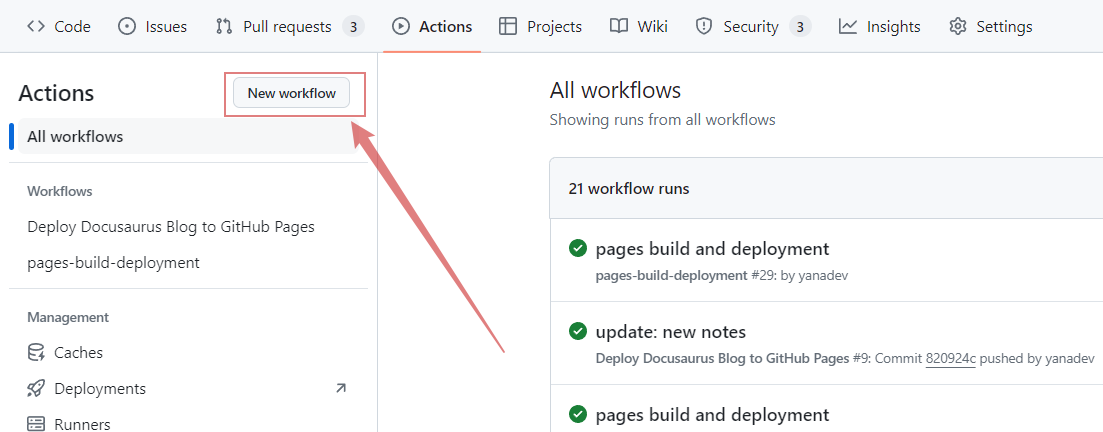 Code Issues Pull requests 3 Actions Projects Wiki Security 3 Insights Settings
Actions
New workflow
All workflows
Workflows
Deploy Docusaurus Blog to GitHub Pages
pages-build-deployment
Management
Caches
Deployments
Runners
All workflows
Showing runs from all workflows
21 workflow runs
pages build and deployment
pages-build-deployment #29: by yanadev
update: new notes
Deploy Docusaurus Blog to GitHub Pages #9: Commit 820924c pushed by yanadev
pages build and deployment